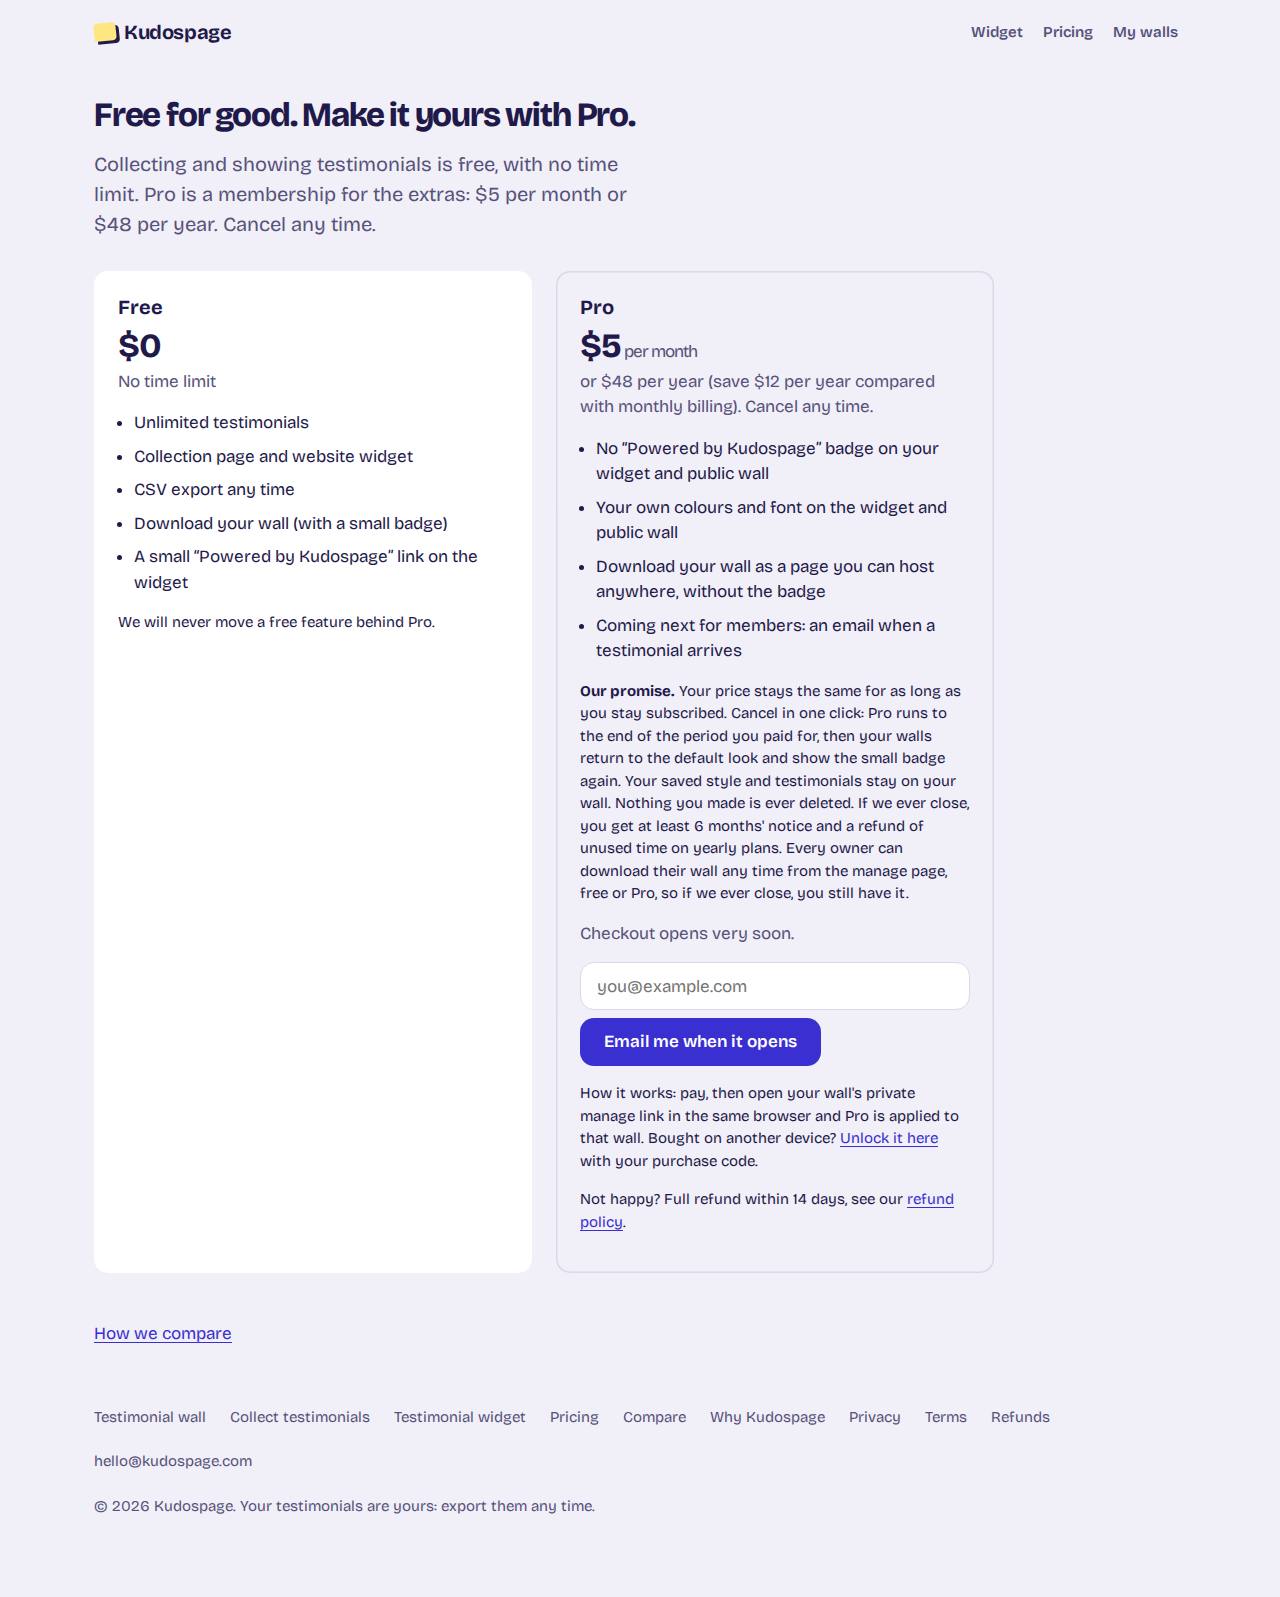 Kudospage
Widget Pricing My walls
Free for good. Make it yours with Pro.
Collecting and showing testimonials is free, with no time
limit. Pro is a membership for the extras: $5 per month or
$48 per year. Cancel any time.
Free
$0
No time limit
• Unlimited testimonials
• Collection page and website widget
• CSV export any time
• Download your wall (with a small badge)
• A small “Powered by Kudospage” link on the
widget
We will never move a free feature behind Pro.
Pro
$5 per month
or $48 per year (save $12 per year compared
with monthly billing). Cancel any time.
• No “Powered by Kudospage” badge on your
widget and public wall
• Your own colours and font on the widget and
public wall
• Download your wall as a page you can host
anywhere, without the badge
• Coming next for members: an email when a
testimonial arrives
Our promise. Your price stays the same for as long as
you stay subscribed. Cancel in one click: Pro runs to
the end of the period you paid for, then your walls
return to the default look and show the small badge
again. Your saved style and testimonials stay on your
wall. Nothing you made is ever deleted. If we ever close,
you get at least 6 months' notice and a refund of
unused time on yearly plans. Every owner can
download their wall any time from the manage page,
free or Pro, so if we ever close, you still have it.
Checkout opens very soon.
you@example.com
Email me when it opens
How it works: pay, then open your wall's private
manage link in the same browser and Pro is applied to
that wall. Bought on another device? Unlock it here
with your purchase code.
Not happy? Full refund within 14 days, see our refund
policy.
How we compare
Testimonial wall Collect testimonials Testimonial widget Pricing Compare Why Kudospage Privacy Terms Refunds
hello@kudospage.com
© 2026 Kudospage. Your testimonials are yours: export them any time.